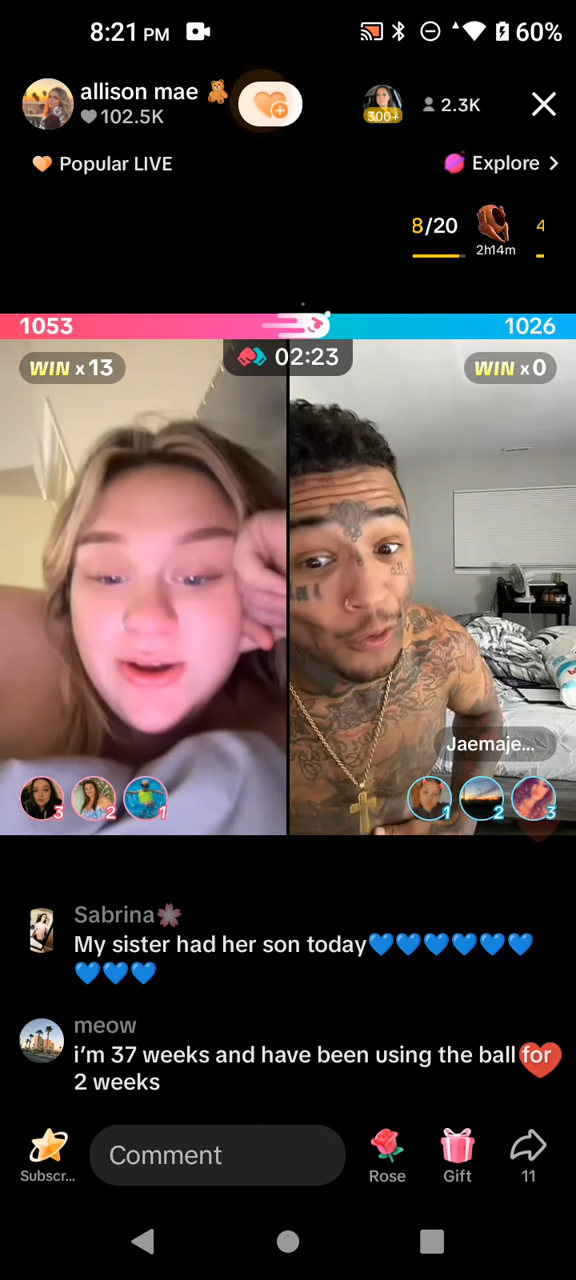 8:21 PM
60%
allison mae 🧸
102.5K
300+
2.3K
🧡 Popular LIVE
Explore >
8/20
4
2h14m
1053
1026
WIN x 13
02:23
WIN x 0
Jaemaje...
3
2
1
1
2
3
Sabrina🌸
My sister had her son today💙💙💙💙💙💙
💙💙💙
meow
i'm 37 weeks and have been using the ball for
2 weeks
Subscr...
Comment
Rose
Gift
11